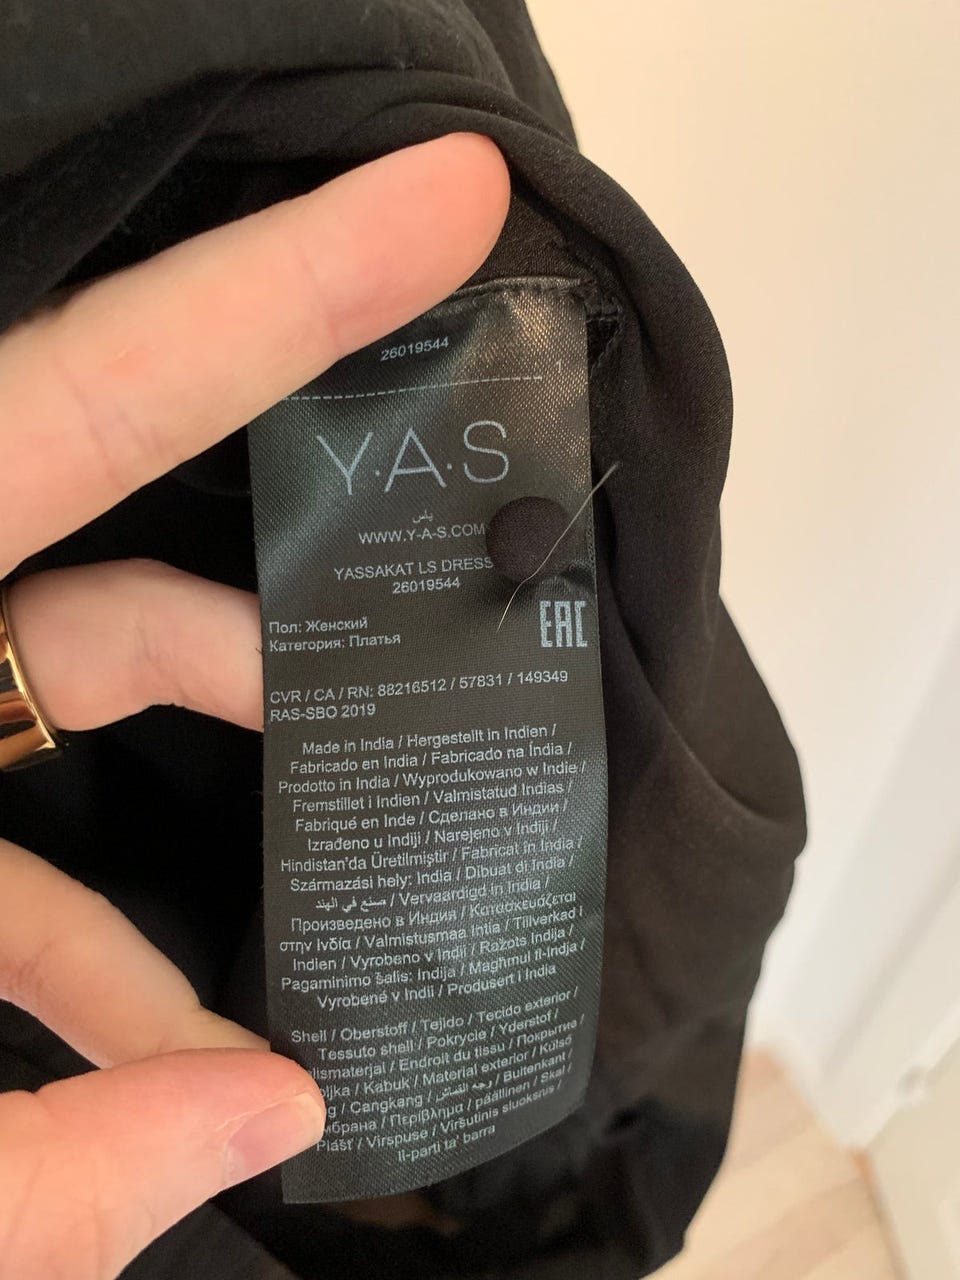 26019544
Y.A.S
ياس
WWW.Y-A-S.COM
YASSAKAT LS DRESS
26019544
Пол: Женский
Категория: Платья
EAC
CVR / CA / RN: 88216512 / 57831 / 149349
RAS-SBO 2019
Made in India / Hergestellt in Indien /
Fabricado en India / Fabricado na Índia /
Prodotto in India / Wyprodukowano w Indie /
Fremstillet i Indien / Valmistatud Indias /
Fabriqué en Inde / Сделано в Индии /
Izrađeno u Indiji / Narejeno v Indiji /
Hindistan'da Üretilmiştir / Fabricat în India /
Származási hely: India / Dibuat di India /
صنع في الهند / Vervaardigd in India /
Произведено в Индия / Κατασκευάζεται
στην Ινδία / Valmistusmaa Intia / Tillverkad I
Indien / Vyrobeno v Indii / Ražots Indija /
Pagaminimo šalis: Indija / Magħmul fl-Indja /
Vyrobené v Indii / Produsert i India
Shell / Oberstoff / Tejido / Tecido exterior /
Tessuto shell / Pokrycie / Yderstof /
lismaterjal / Endroit du tissu / Покрытие /
oljka / Kabuk / Material exterior / Külső
g / Cangkang / وجه القماش / Buitenkant /
мбрана / Περίβλημα / päällinen / Skal /
Plášť / Virspuse / Viršutinis sluoksnis /
Il-parti ta' barra